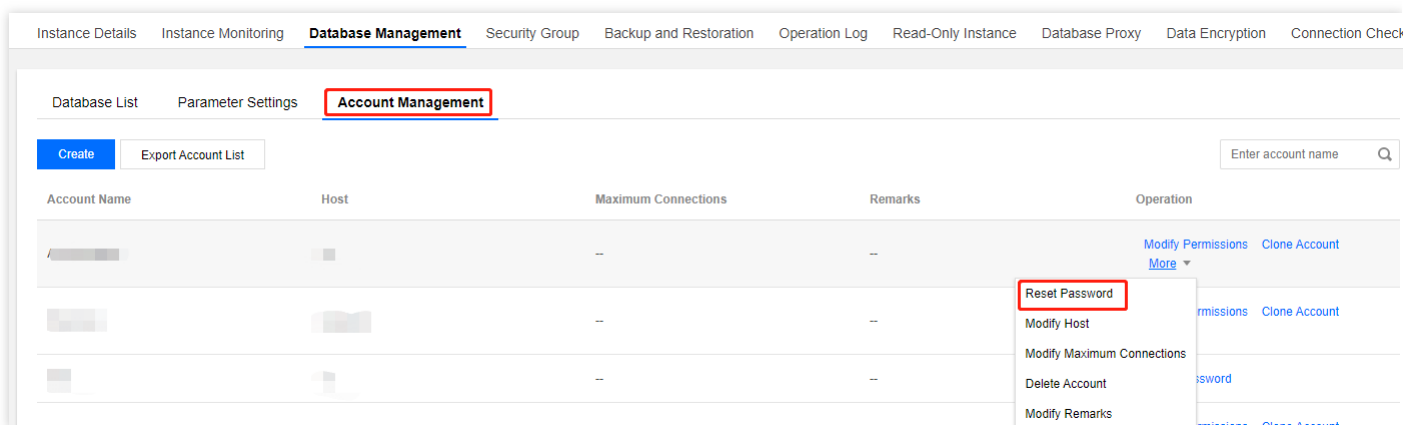 Instance Details Instance Monitoring Database Management Security Group Backup and Restoration Operation Log Read-Only Instance Database Proxy Data Encryption Connection Check
Database List Parameter Settings Account Management
Create Export Account List Enter account name
Account Name Host Maximum Connections Remarks Operation
-- -- Modify Permissions Clone Account
More
Reset Password
-- -- rmissions Clone Account
Modify Host
Modify Maximum Connections
-- -- Delete Account ssword
Modify Remarks